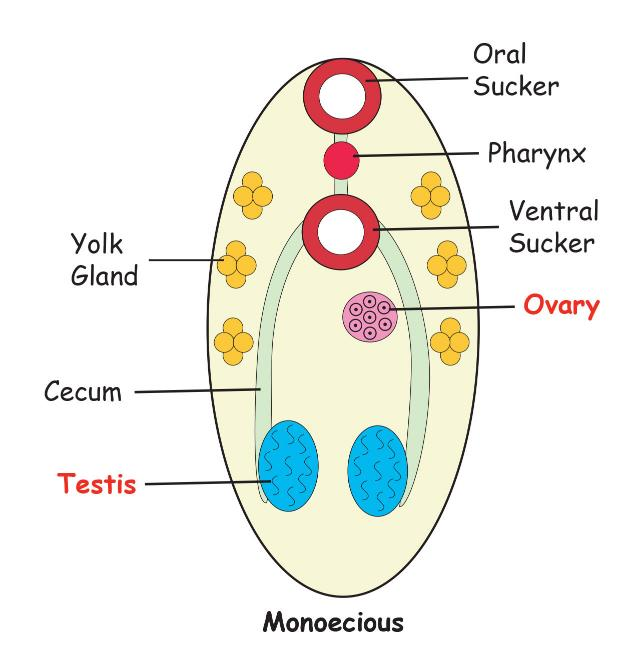 Oral
Sucker
Pharynx
Ventral
Sucker
Yolk
Gland
Ovary
Cecum
Testis
Monoecious